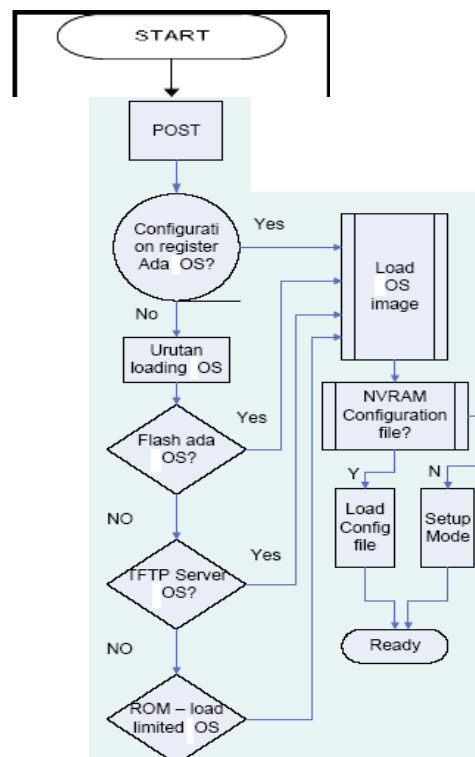 START
POST
Configurati
on register
Ada OS?
Yes
No
Load
OS
image
Urutan
loading OS
Flash ada
OS?
Yes
NO
NVRAM
Configuration
file?
Y
N
Load
Config
file
Setup
Mode
TFTP Server
OS?
Yes
NO
Ready
ROM – load
limited OS